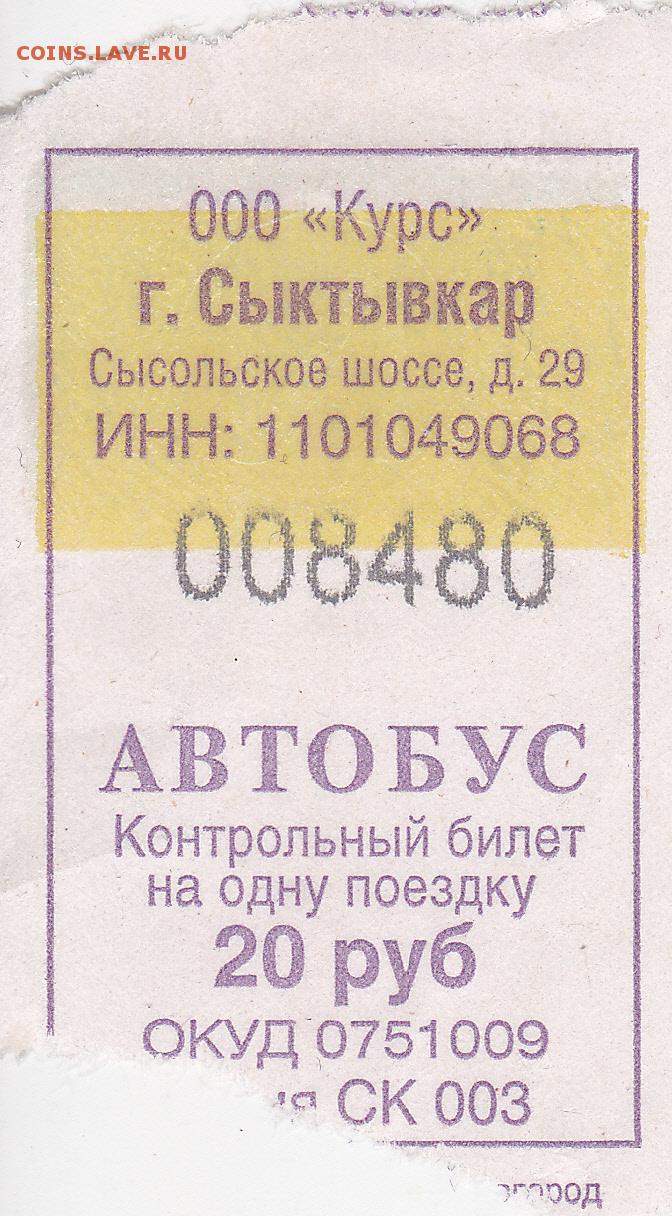 COINS.LAVE.RU
ООО «Курс»
г. Сыктывкар
Сысольское шоссе, д. 29
ИНН: 1101049068
008480
АВТОБУС
Контрольный билет
на одну поездку
20 руб
ОКУД 0751009
СК 003